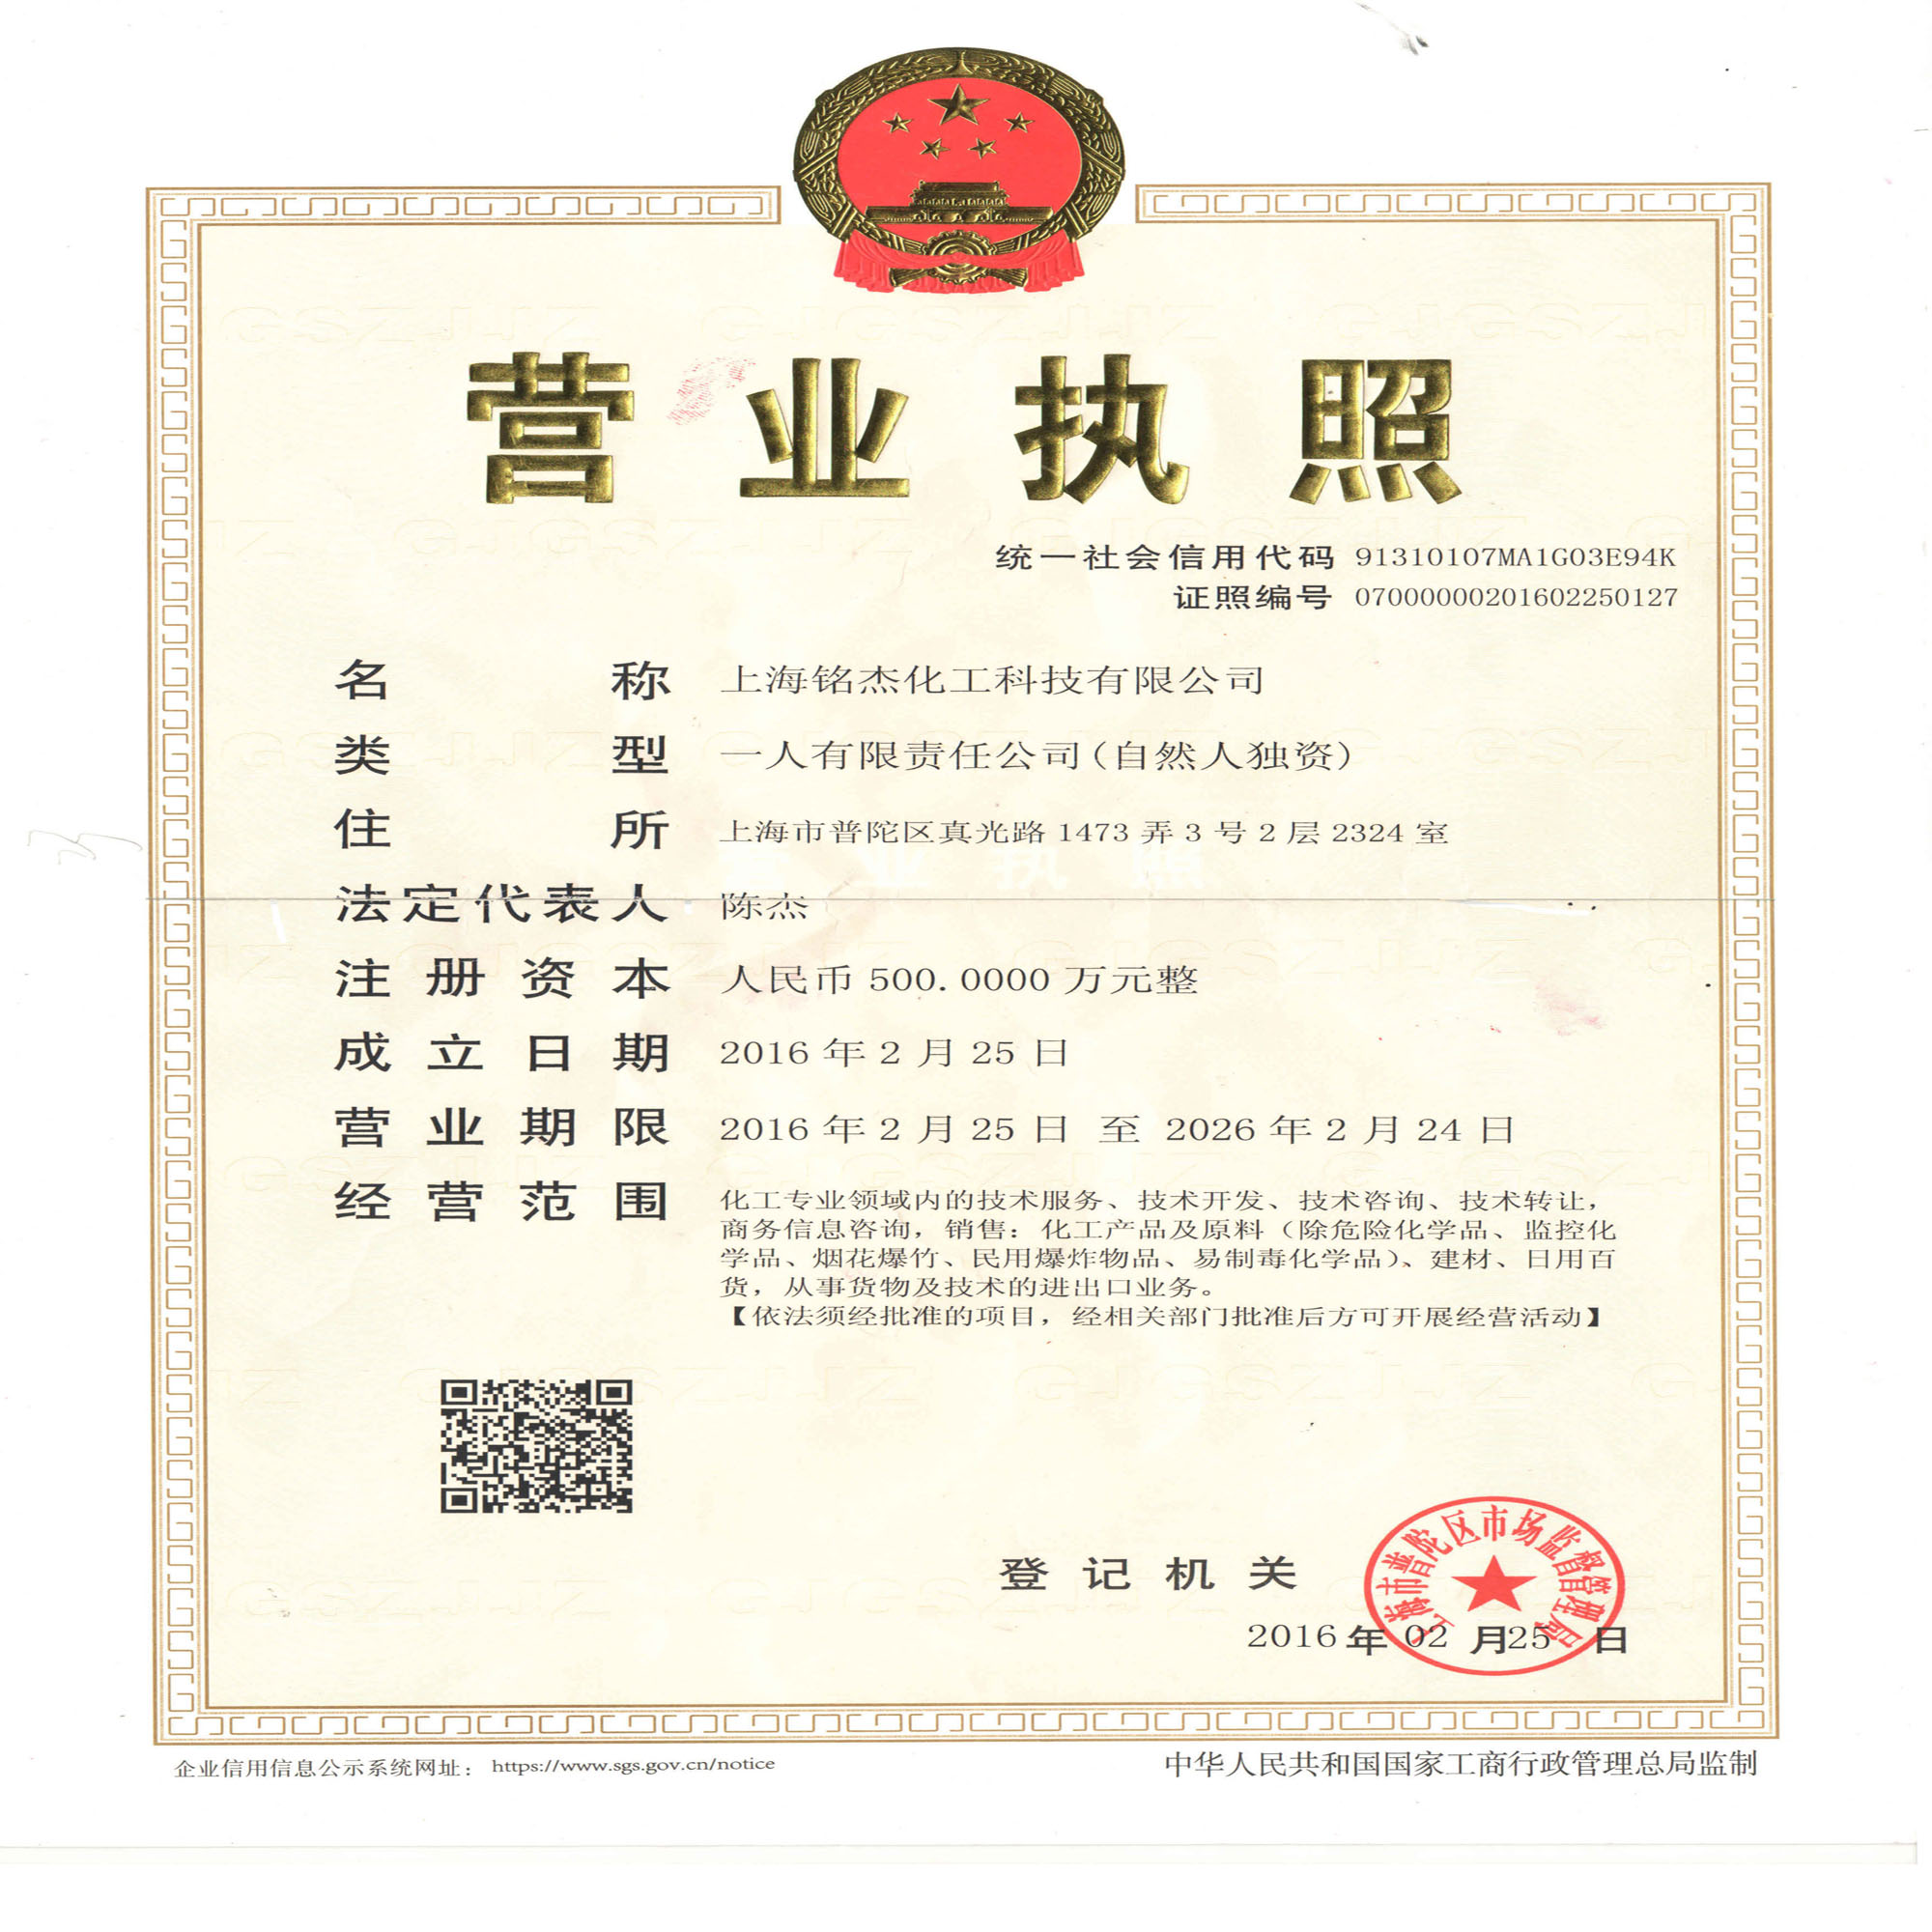 营业执照
统一社会信用代码 91310107MA1G03E94K
证照编号 07000000201602250127
名称 上海铭杰化工科技有限公司
类型 一人有限责任公司(自然人独资)
住所 上海市普陀区真光路 1473 弄 3 号 2 层 2324 室
法定代表人 陈杰
注册资本 人民币 500.0000 万元整
成立日期 2016 年 2 月 25 日
营业期限 2016 年 2 月 25 日 至 2026 年 2 月 24 日
经营范围 化工专业领域内的技术服务、技术开发、技术咨询、技术转让,
商务信息咨询,销售:化工产品及原料(除危险化学品、监控化
学品、烟花爆竹、民用爆炸物品、易制毒化学品)、建材、日用百
货,从事货物及技术的进出口业务。
【依法须经批准的项目,经相关部门批准后方可开展经营活动】
登记机关
上海市普陀区市场监督管理局
2016 年 02 月 25 日
企业信用信息公示系统网址: https://www.sgs.gov.cn/notice
中华人民共和国国家工商行政管理总局监制